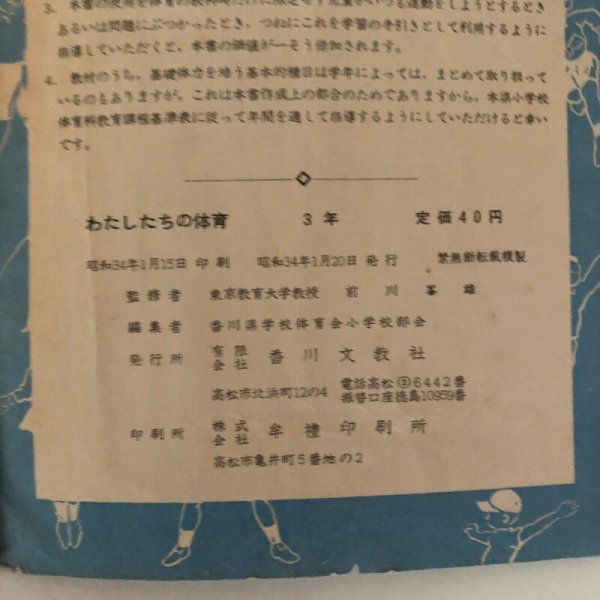 3. 本書の使用を体育の教科時だけに限定せず児童がいつも運動をしようとするとき
あるいは問題にぶつかったとき，つねにこれを学習の手引きとして利用するように
指導していただくと，本書の価値が一そう倍加されます。
4. 教材のうち，基礎体力を培う基本的種目は学年によっては，まとめて取り扱って
いるのもありますが，これは本書作成上の都合のためでありますから，本県小学校
体育科教育課程基準表に従って年間を通して指導するようにしていただけると幸い
です。
わたしたちの体育 3年 定価40円
昭和34年1月15日 印刷 昭和34年1月20日 発行 禁無断転載複製
監修者 東京教育大学教授 前川峯雄
編集者 香川県学校体育会小学校部会
発行所 有限会社 香川文教社
高松市北浜町12の4 電話高松③6442番
振替口座徳島10959番
印刷所 株式会社 牟禮印刷所
高松市亀井町5番地の2